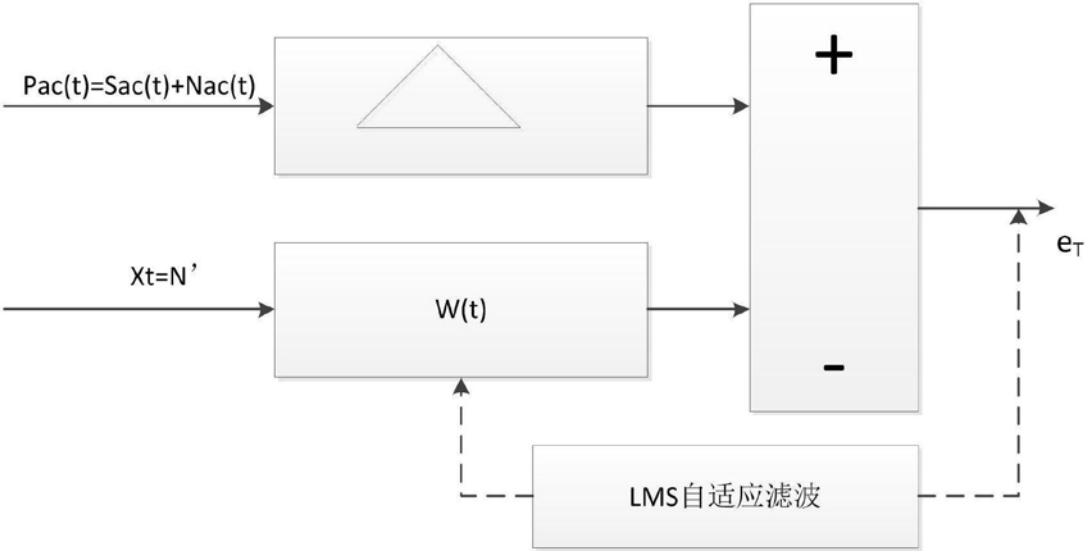 Pac(t)=Sac(t)+Nac(t)
+
Xt=N’
W(t)
eT
-
LMS自适应滤波